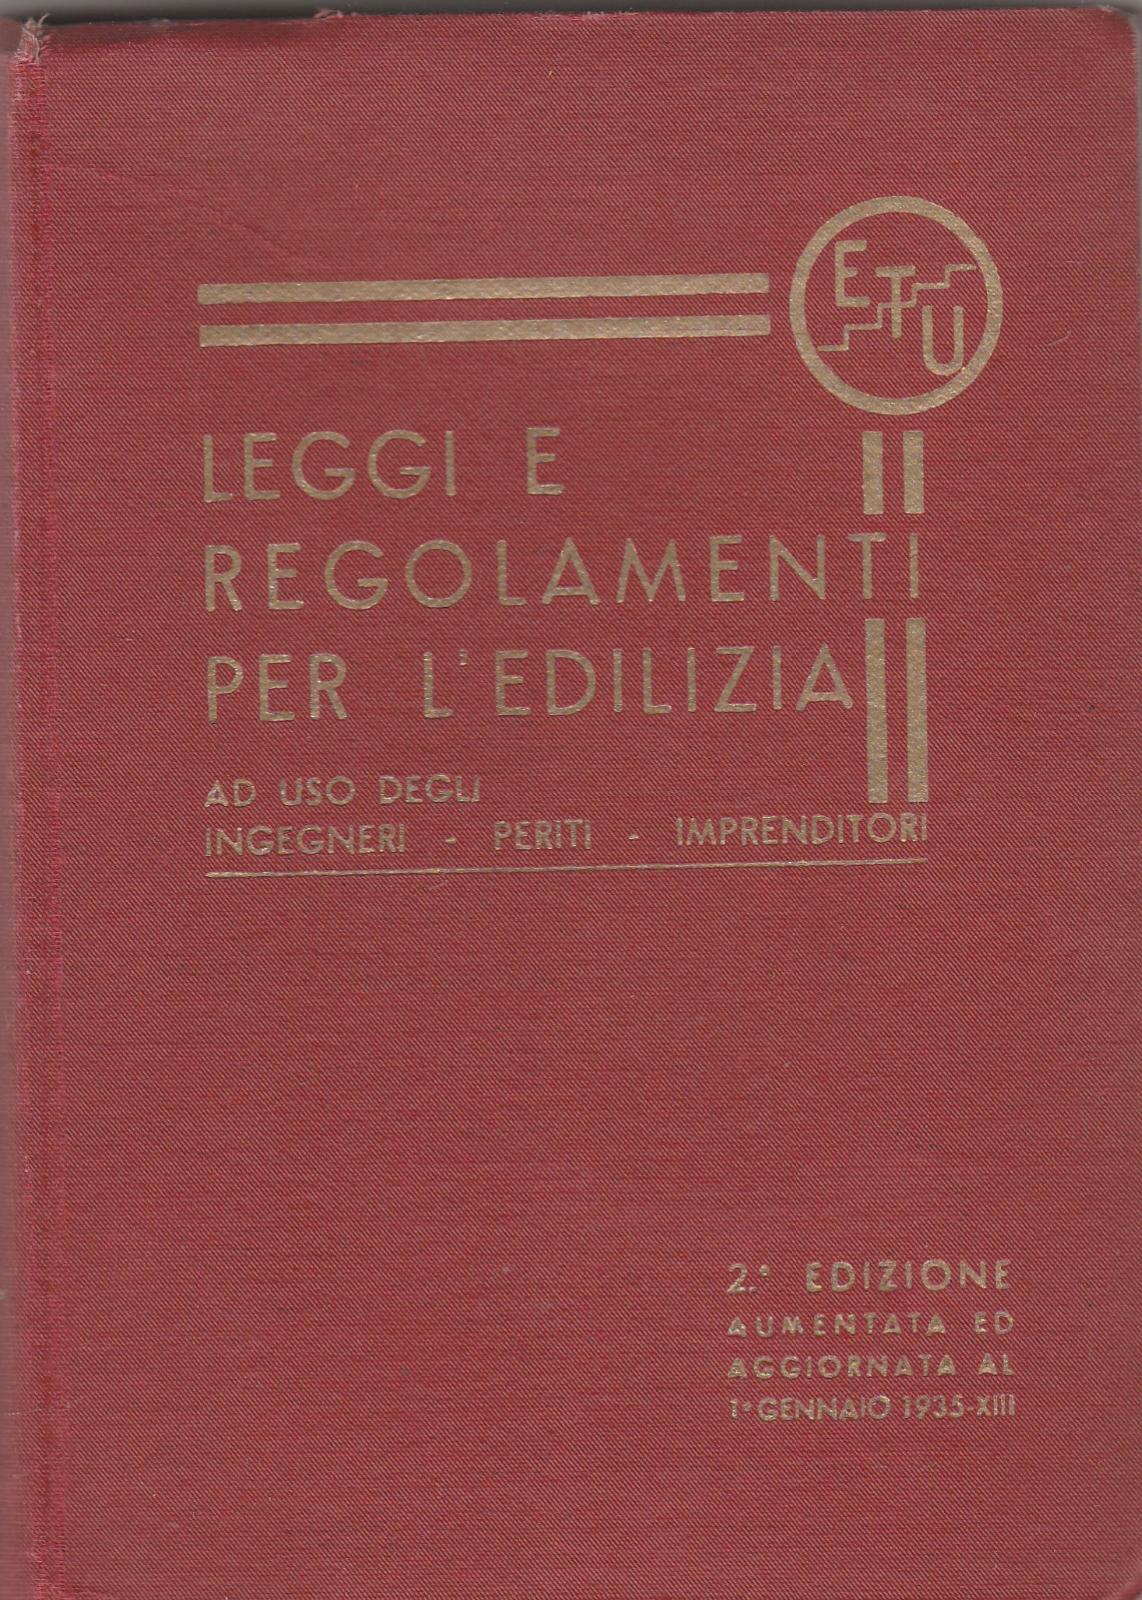 ETU
LEGGI E
REGOLAMENTI
PER L'EDILIZIA
AD USO DEGLI
INGEGNERI - PERITI - IMPRENDITORI
2.ª EDIZIONE
AUMENTATA ED
AGGIORNATA AL
1° GENNAIO 1935-XIII